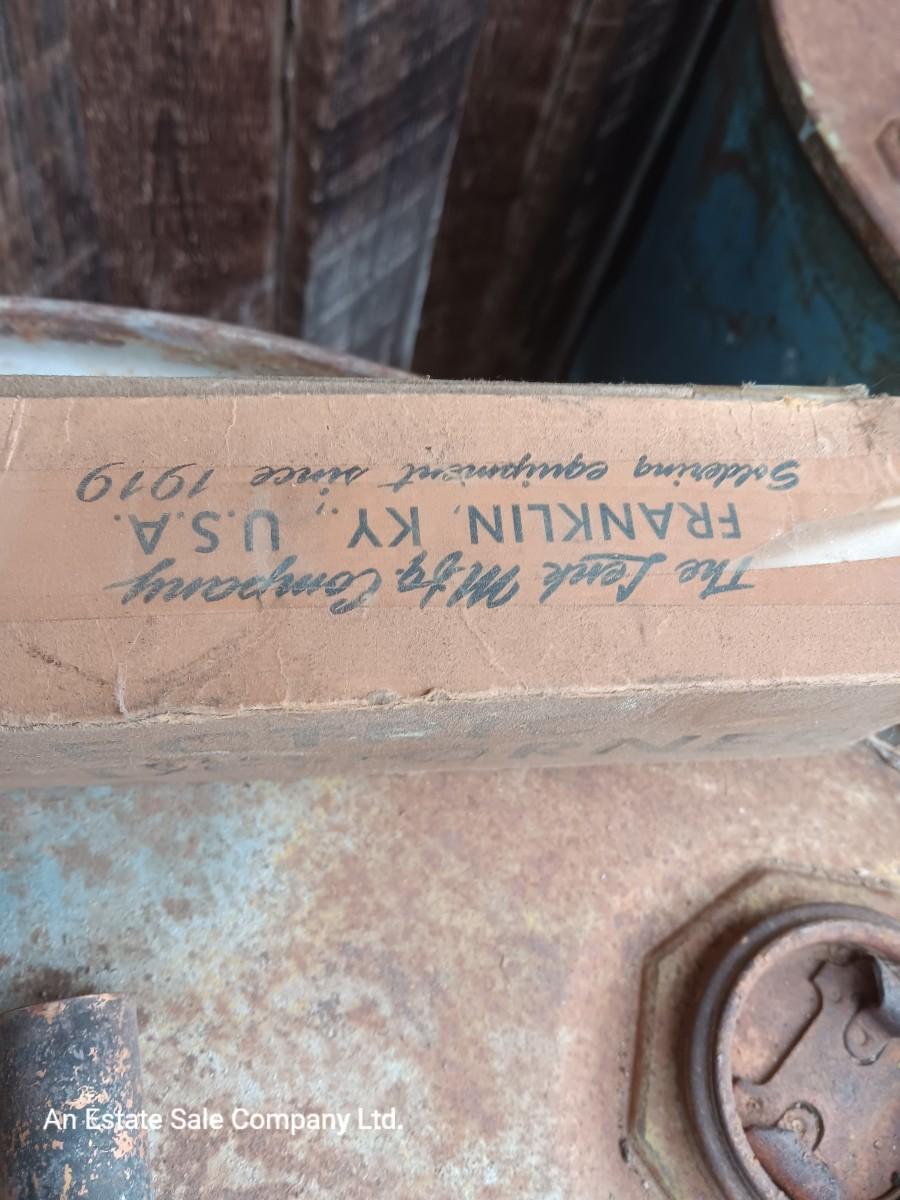 The Lenk Mfg. Company
FRANKLIN, KY., U.S.A.
Soldering equipment since 1919
An Estate Sale Company Ltd.